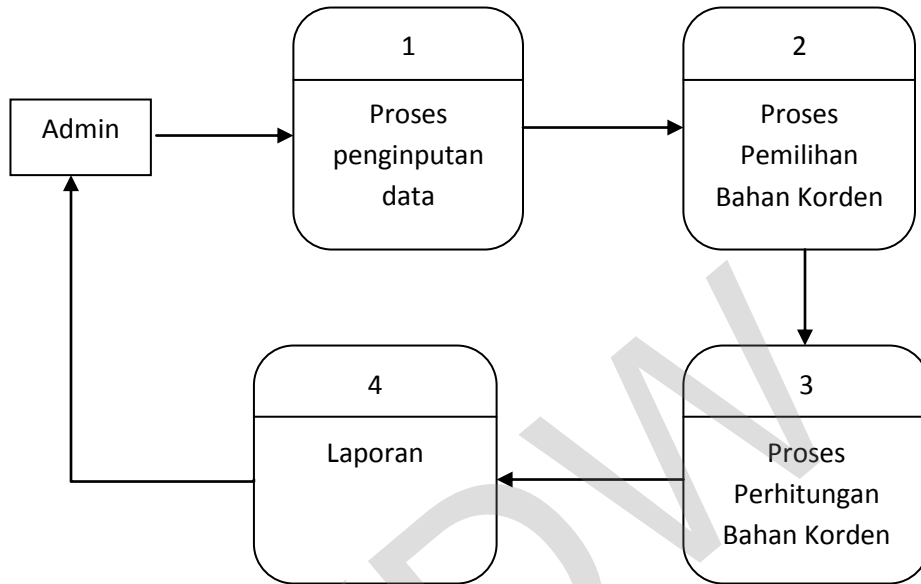 Admin
1
Proses
penginputan
data
2
Proses
Pemilihan
Bahan Korden
3
Proses
Perhitungan
Bahan Korden
4
Laporan